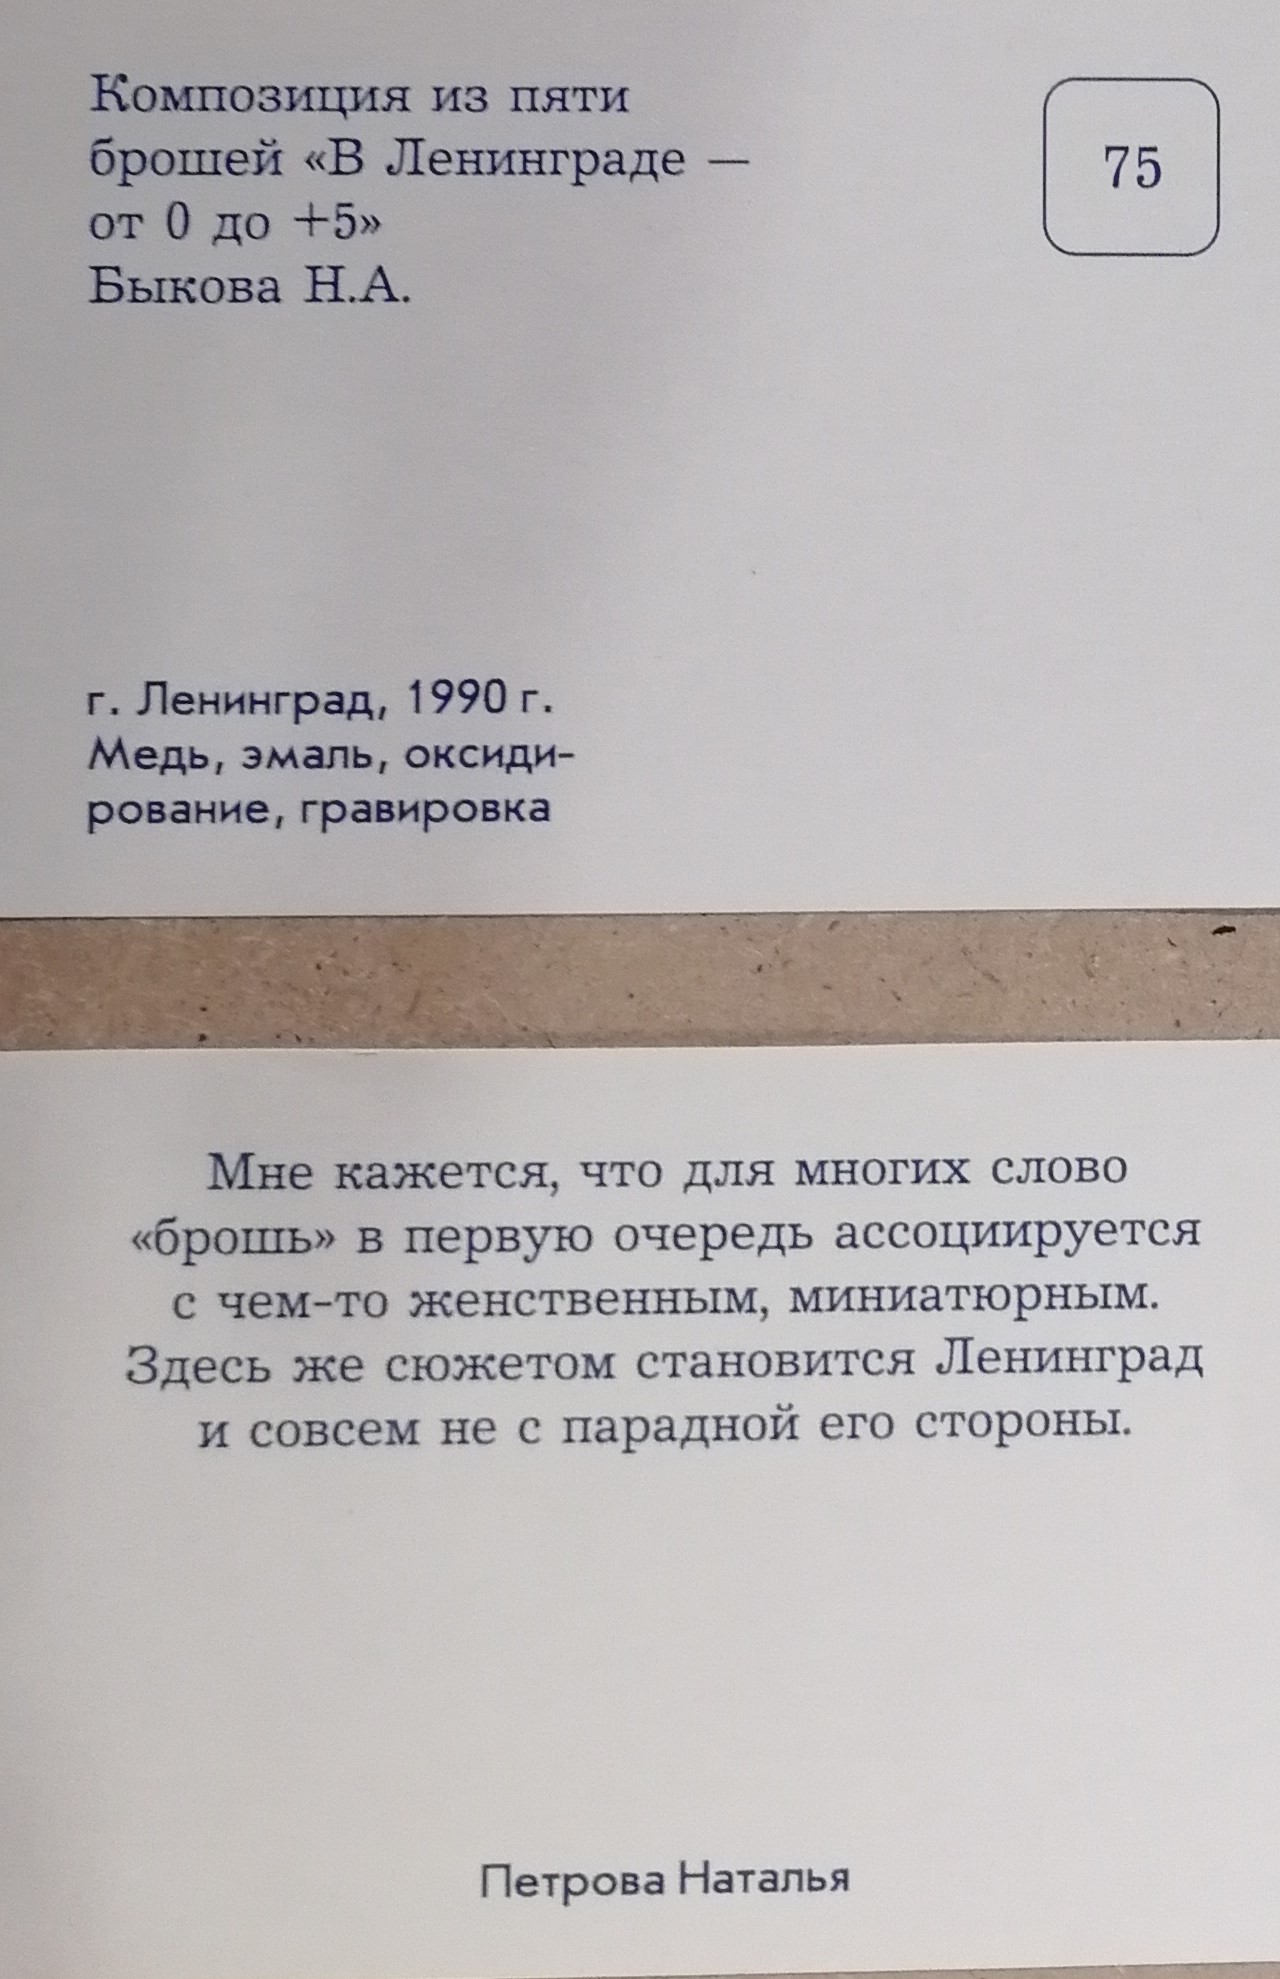 Композиция из пяти
брошей «В Ленинграде —
от 0 до +5»
Быкова Н.А.
75
г. Ленинград, 1990 г.
Медь, эмаль, оксиди-
рование, гравировка
Мне кажется, что для многих слово
«брошь» в первую очередь ассоциируется
с чем-то женственным, миниатюрным.
Здесь же сюжетом становится Ленинград
и совсем не с парадной его стороны.
Петрова Наталья